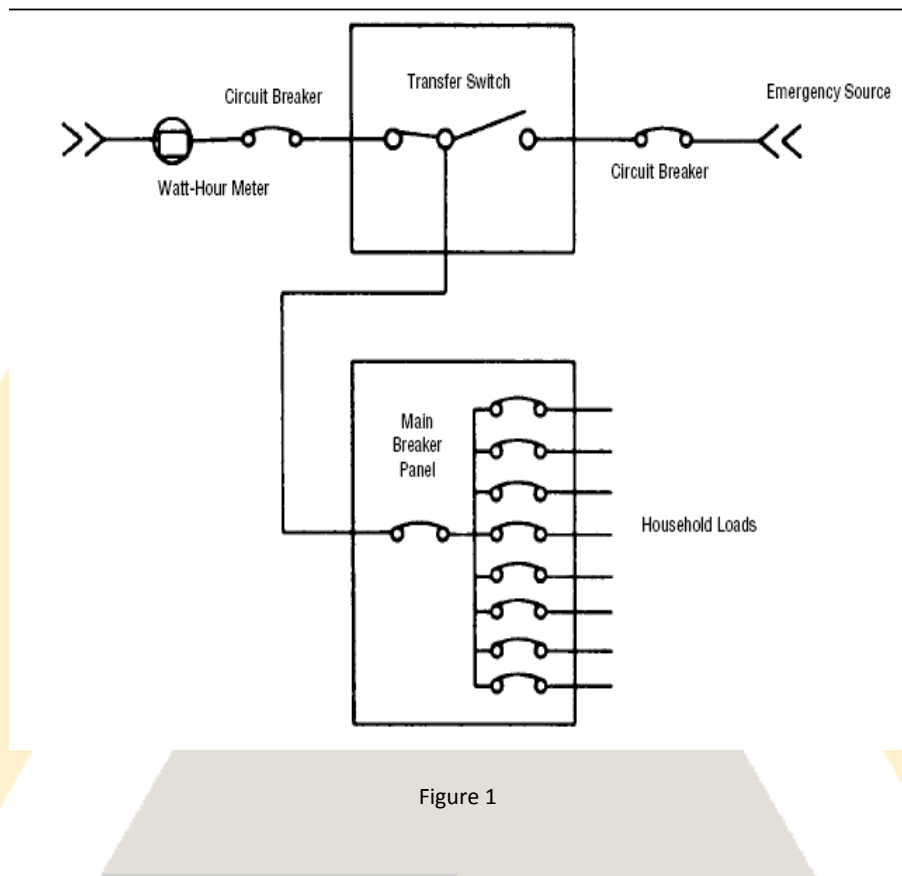 Transfer Switch
Circuit Breaker
Emergency Source
Watt-Hour Meter
Circuit Breaker
Main
Breaker
Panel
Household Loads
Figure 1